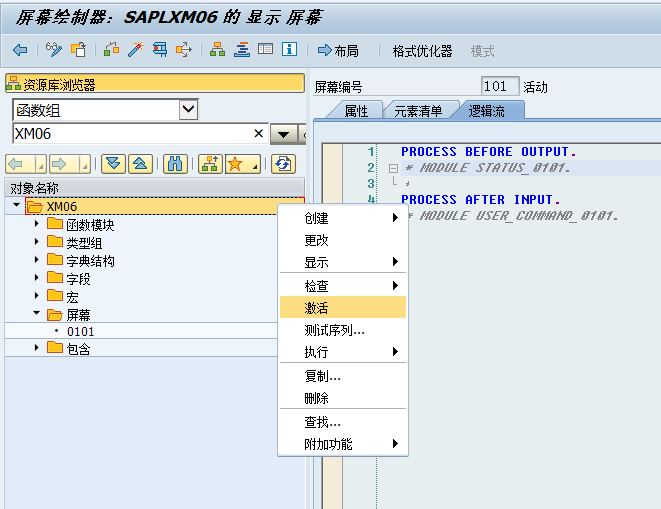 屏幕绘制器：SAPLXM06 的 显示 屏幕
布局
格式优化器
模式
资源库浏览器
函数组
XM06
对象名称
XM06
函数模块
类型组
字典结构
字段
宏
屏幕
0101
包含
创建
更改
显示
检查
激活
测试序列...
执行
复制...
删除
查找...
附加功能
屏幕编号 101 活动
属性
元素清单
逻辑流
1 PROCESS BEFORE OUTPUT.
2 * MODULE STATUS_0101.
3 *
4 PROCESS AFTER INPUT.
* MODULE USER_COMMAND_0101.